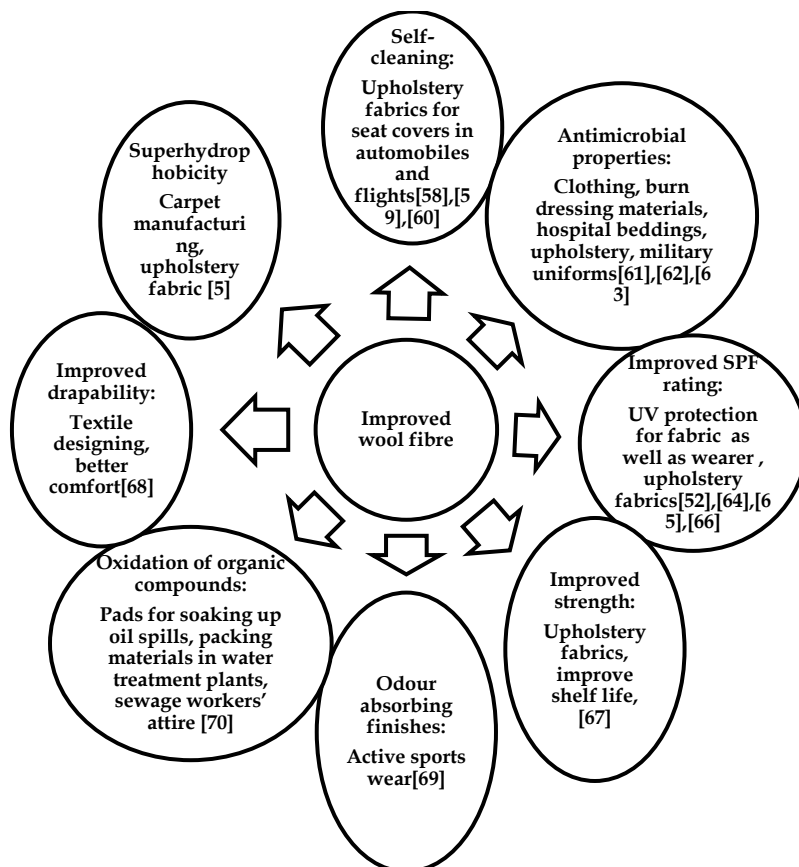 Self-
cleaning:
Upholstery
fabrics for
seat covers in
automobiles
and
flights[58],[5
9],[60]
Antimicrobial
properties:
Clothing, burn
dressing materials,
hospital beddings,
upholstery, military
uniforms[61],[62],[6
3]
Improved SPF
rating:
UV protection
for fabric as
well as wearer ,
upholstery
fabrics[52],[64],[6
5],[66]
Improved
strength:
Upholstery
fabrics,
improve
shelf life,
[67]
Odour
absorbing
finishes:
Active sports
wear[69]
Oxidation of organic
compounds:
Pads for soaking up
oil spills, packing
materials in water
treatment plants,
sewage workers’
attire [70]
Improved
drapability:
Textile
designing,
better
comfort[68]
Superhydrop
hobicity
Carpet
manufacturi
ng,
upholstery
fabric [5]
Improved
wool fibre